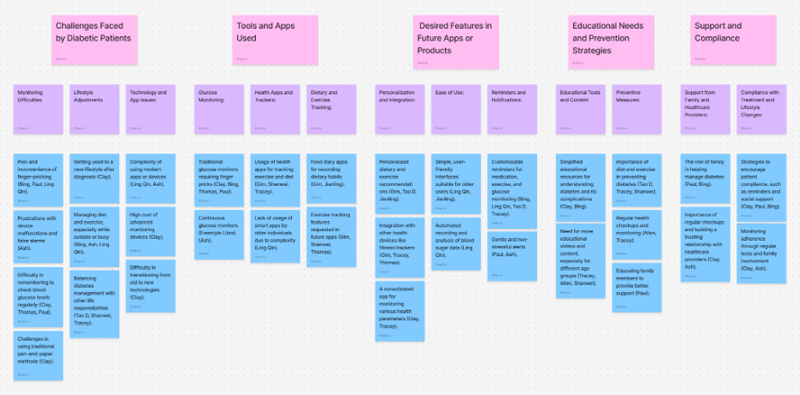 Challenges Faced
by Diabetic Patients
Tools and Apps
Used
Desired Features in
Future Apps or
Products
Educational Needs
and Prevention
Strategies
Support and
Compliance
Monitoring
Difficulties:
Lifestyle
Adjustments
Technology and
App Issues:
Glucose
Monitoring:
Health Apps and
Trackers:
Dietary and
Exercise
Tracking:
Personalization
and Integration:
Ease of Use:
Reminders and
Notifications:
Educational Tools
and Content:
Preventive
Measures:
Support from
Family and
Healthcare
Providers:
Compliance with
Treatment and
Lifestyle
Changes:
Pain and
inconvenience of
finger-pricking
(Bing, Paul, Ling
Qin).
Frustrations with
device
malfunctions and
false alarms
(Ash).
Difficulty in
remembering to
check blood
glucose levels
regularly (Clay,
Thomas, Paul).
Challenges in
using traditional
pen-and-paper
methods (Clay).
Getting used to a
new lifestyle after
diagnosis (Clay).
Managing diet
and exercise,
especially while
outside or busy
(Bing, Ash, Ling
Qin).
Balancing
diabetes
management with
other life
responsibilities
(Tao D, Shanwei,
Tracey).
Complexity of
using modern
apps or devices
(Ling Qin, Ash).
High cost of
advanced
monitoring
devices (Clay).
Difficulty in
transitioning from
old to new
technologies (Clay).
Traditional
glucose monitors
requiring finger
pricks (Clay, Bing,
Thomas, Paul).
Continuous
glucose monitors
(Freestyle Libre)
(Ash).
Usage of health
apps for tracking
exercise and diet
(Gim, Shanwei,
Tracey).
Lack of usage of
smart apps by
older individuals
due to complexity
(Ling Qin).
Food diary apps
for recording
dietary habits
(Gim, Jianling).
Exercise tracking
features
requested in future
apps (Gim,
Shanwei, Thomas).
Personalized
dietary and
exercise
recommendati
ons (Gim, Tao D,
Jianling).
Integration with
other health
devices like
fitness trackers
(Gim, Tracey,
Thomas).
A consolidated
app for
monitoring
various health
parameters (Clay,
Tracey).
Simple, user-
friendly
interfaces
suitable for older
users (Ling Qin).
Automated
recording and
analysis of blood
sugar data (Ling
Qin).
Customizable
reminders for
medication,
exercise, and
glucose
monitoring (Bing,
Ling Qin, Tao D,
Tracey).
Gentle and non-
stressful alerts
(Paul, Ash).
Simplified
educational
resources for
understanding
diabetes and its
complications
(Clay, Bing).
Need for more
educational
videos and
content,
especially for
different age
groups (Tracey,
Allen, Shanwei).
Importance of
diet and exercise
in preventing
diabetes (Tao D,
Shanwei, Tracey).
Regular health
checkups and
monitoring (Allen,
Tracey).
Educating family
members to
provide better
support (Paul).
The role of family
in helping
manage diabetes
(Paul, Bing).
Importance of
regular checkups
and building a
trusting
relationship with
healthcare
providers (Clay,
Ash).
Strategies to
encourage
patient
compliance, such
as reminders and
social support
(Clay, Paul, Bing).
Monitoring
adherence
through regular
tests and family
involvement
(Clay, Ash).